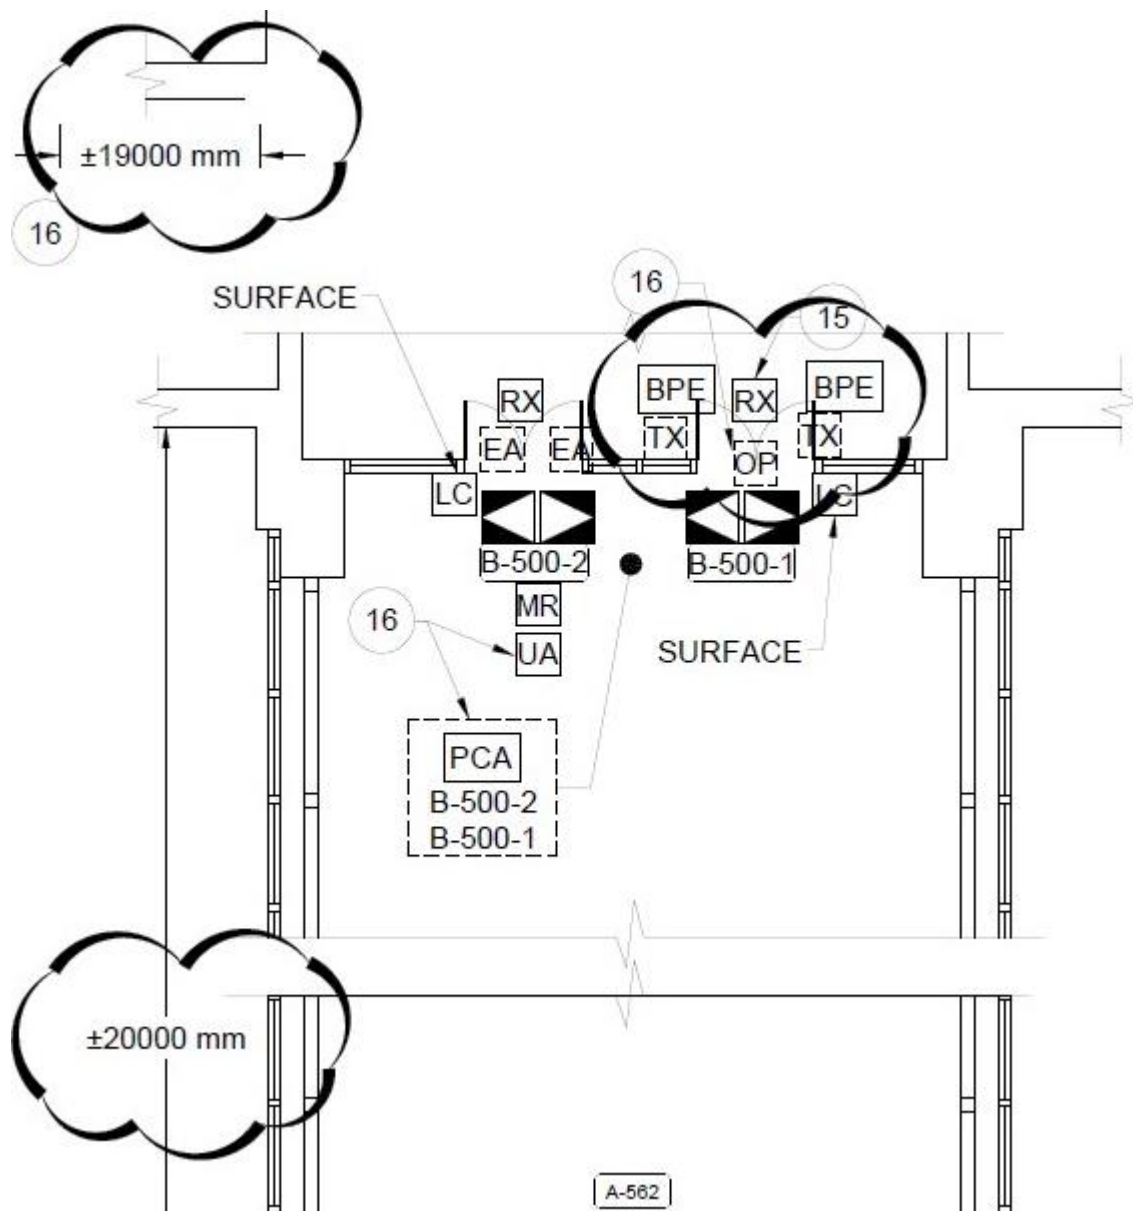 ±19000 mm
16
SURFACE
16
15
BPE
BPE
RX
RX
TX
TX
EA
EA
OP
LC
LC
B-500-2
B-500-1
MR
16
UA
SURFACE
PCA
B-500-2
B-500-1
±20000 mm
A-562